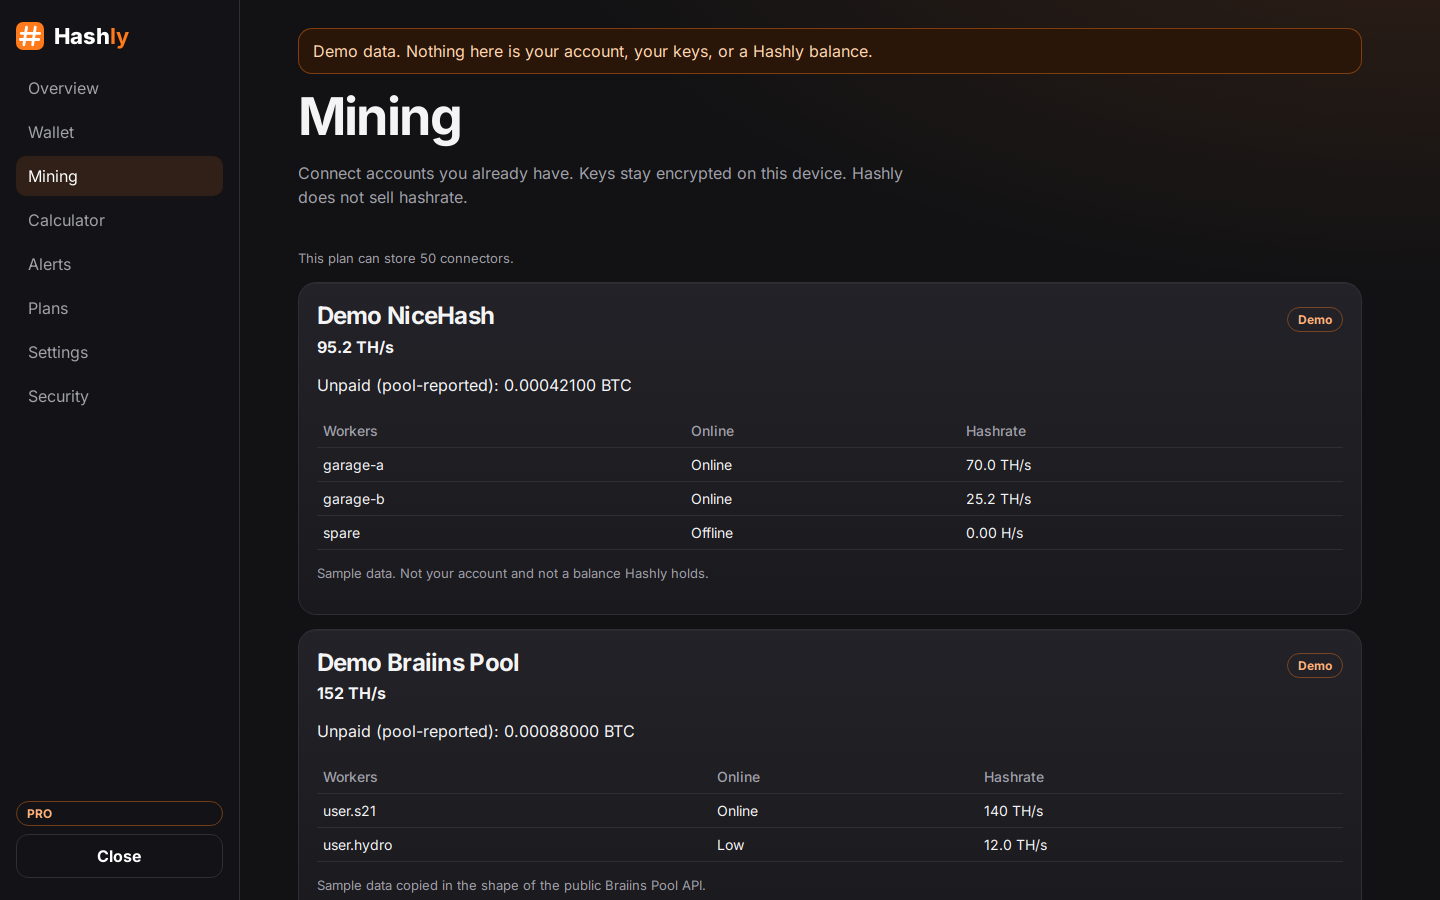 Hashly
Overview
Wallet
Mining
Calculator
Alerts
Plans
Settings
Security
PRO
Close
Demo data. Nothing here is your account, your keys, or a Hashly balance.
Mining
Connect accounts you already have. Keys stay encrypted on this device. Hashly
does not sell hashrate.
This plan can store 50 connectors.
Demo NiceHash
Demo
95.2 TH/s
Unpaid (pool-reported): 0.00042100 BTC
Workers Online Hashrate
garage-a Online 70.0 TH/s
garage-b Online 25.2 TH/s
spare Offline 0.00 H/s
Sample data. Not your account and not a balance Hashly holds.
Demo Braiins Pool
Demo
152 TH/s
Unpaid (pool-reported): 0.00088000 BTC
Workers Online Hashrate
user.s21 Online 140 TH/s
user.hydro Low 12.0 TH/s
Sample data copied in the shape of the public Braiins Pool API.